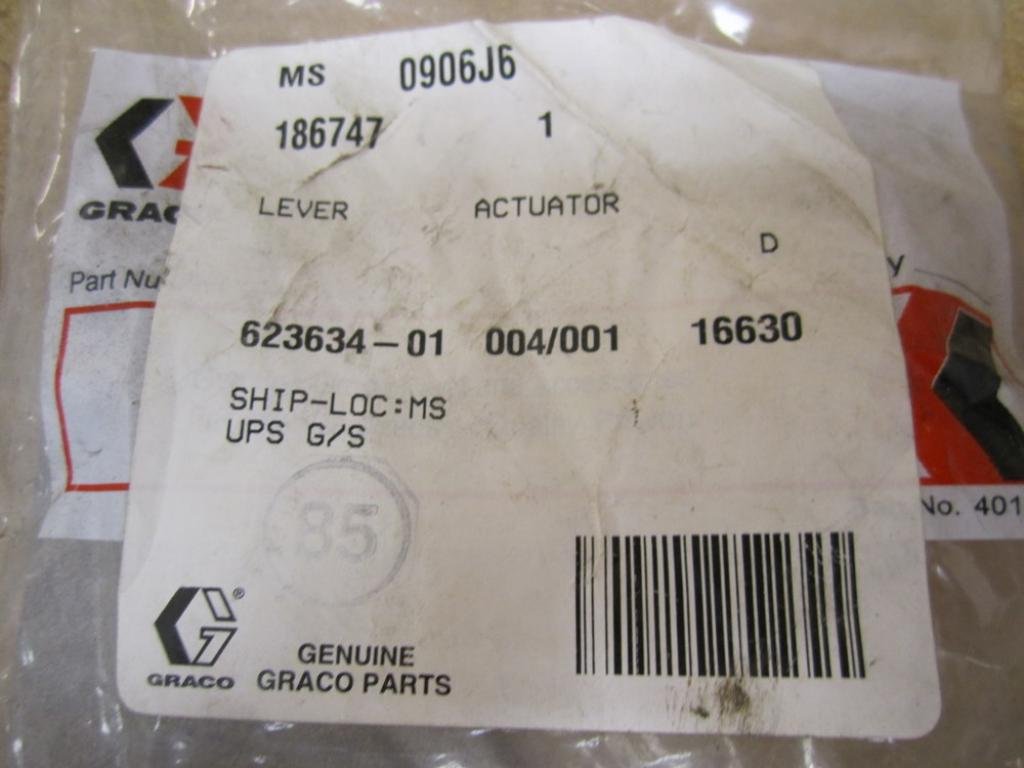 MS 0906J6
186747 1
LEVER ACTUATOR
D
GRAC
Part Nu
y
623634-01 004/001 16630
SHIP-LOC:MS
UPS G/S
85
No. 401
® 
GRACO
GENUINE
GRACO PARTS